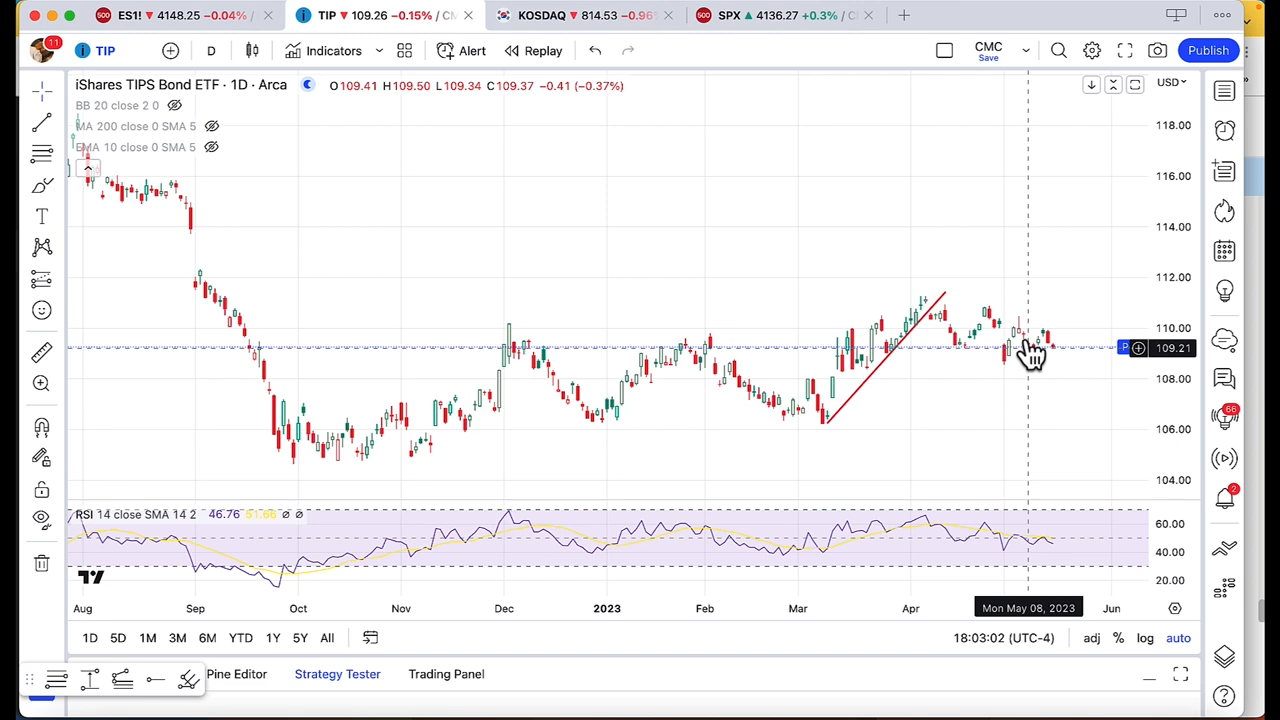 ES1! ▼ 4148.25 −0.04% /
TIP ▼ 109.26 −0.15% / CM
KOSDAQ ▼ 814.53 −0.96
SPX ▲ 4136.27 +0.3% / C
11 TIP D Indicators Alert Replay CMC Save Publish
iShares TIPS Bond ETF · 1D · Arca O109.41 H109.50 L109.34 C109.37 −0.41 (−0.37%)
USD
BB 20 close 2 0
MA 200 close 0 SMA 5
EMA 10 close 0 SMA 5
118.00
116.00
114.00
112.00
110.00
P 109.21
108.00
106.00
104.00
66
2
RSI 14 close SMA 14 2 46.76 51.66 ∅ ∅
60.00
40.00
20.00
Aug Sep Oct Nov Dec 2023 Feb Mar Apr Mon May 08, 2023 Jun
1D 5D 1M 3M 6M YTD 1Y 5Y All 18:03:02 (UTC-4) adj % log auto
Pine Editor Strategy Tester Trading Panel